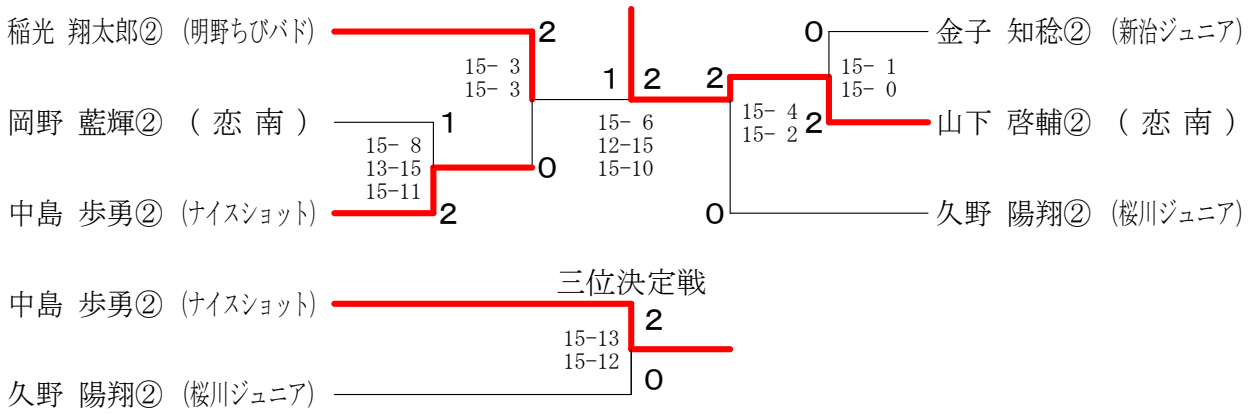 稲光 翔太郎② (明野ちびバド)
2
15- 3
15- 3
岡野 藍輝② ( 恋 南 )
1
15- 8
13-15
15-11
0
中島 歩勇② (ナイスショット)
2
1 2
15- 6
12-15
15-10
2
15- 4
15- 2
0
金子 知稔② (新治ジュニア)
15- 1
15- 0
2
山下 啓輔② ( 恋 南 )
0
久野 陽翔② (桜川ジュニア)
三位決定戦
中島 歩勇② (ナイスショット)
2
15-13
15-12
0
久野 陽翔② (桜川ジュニア)